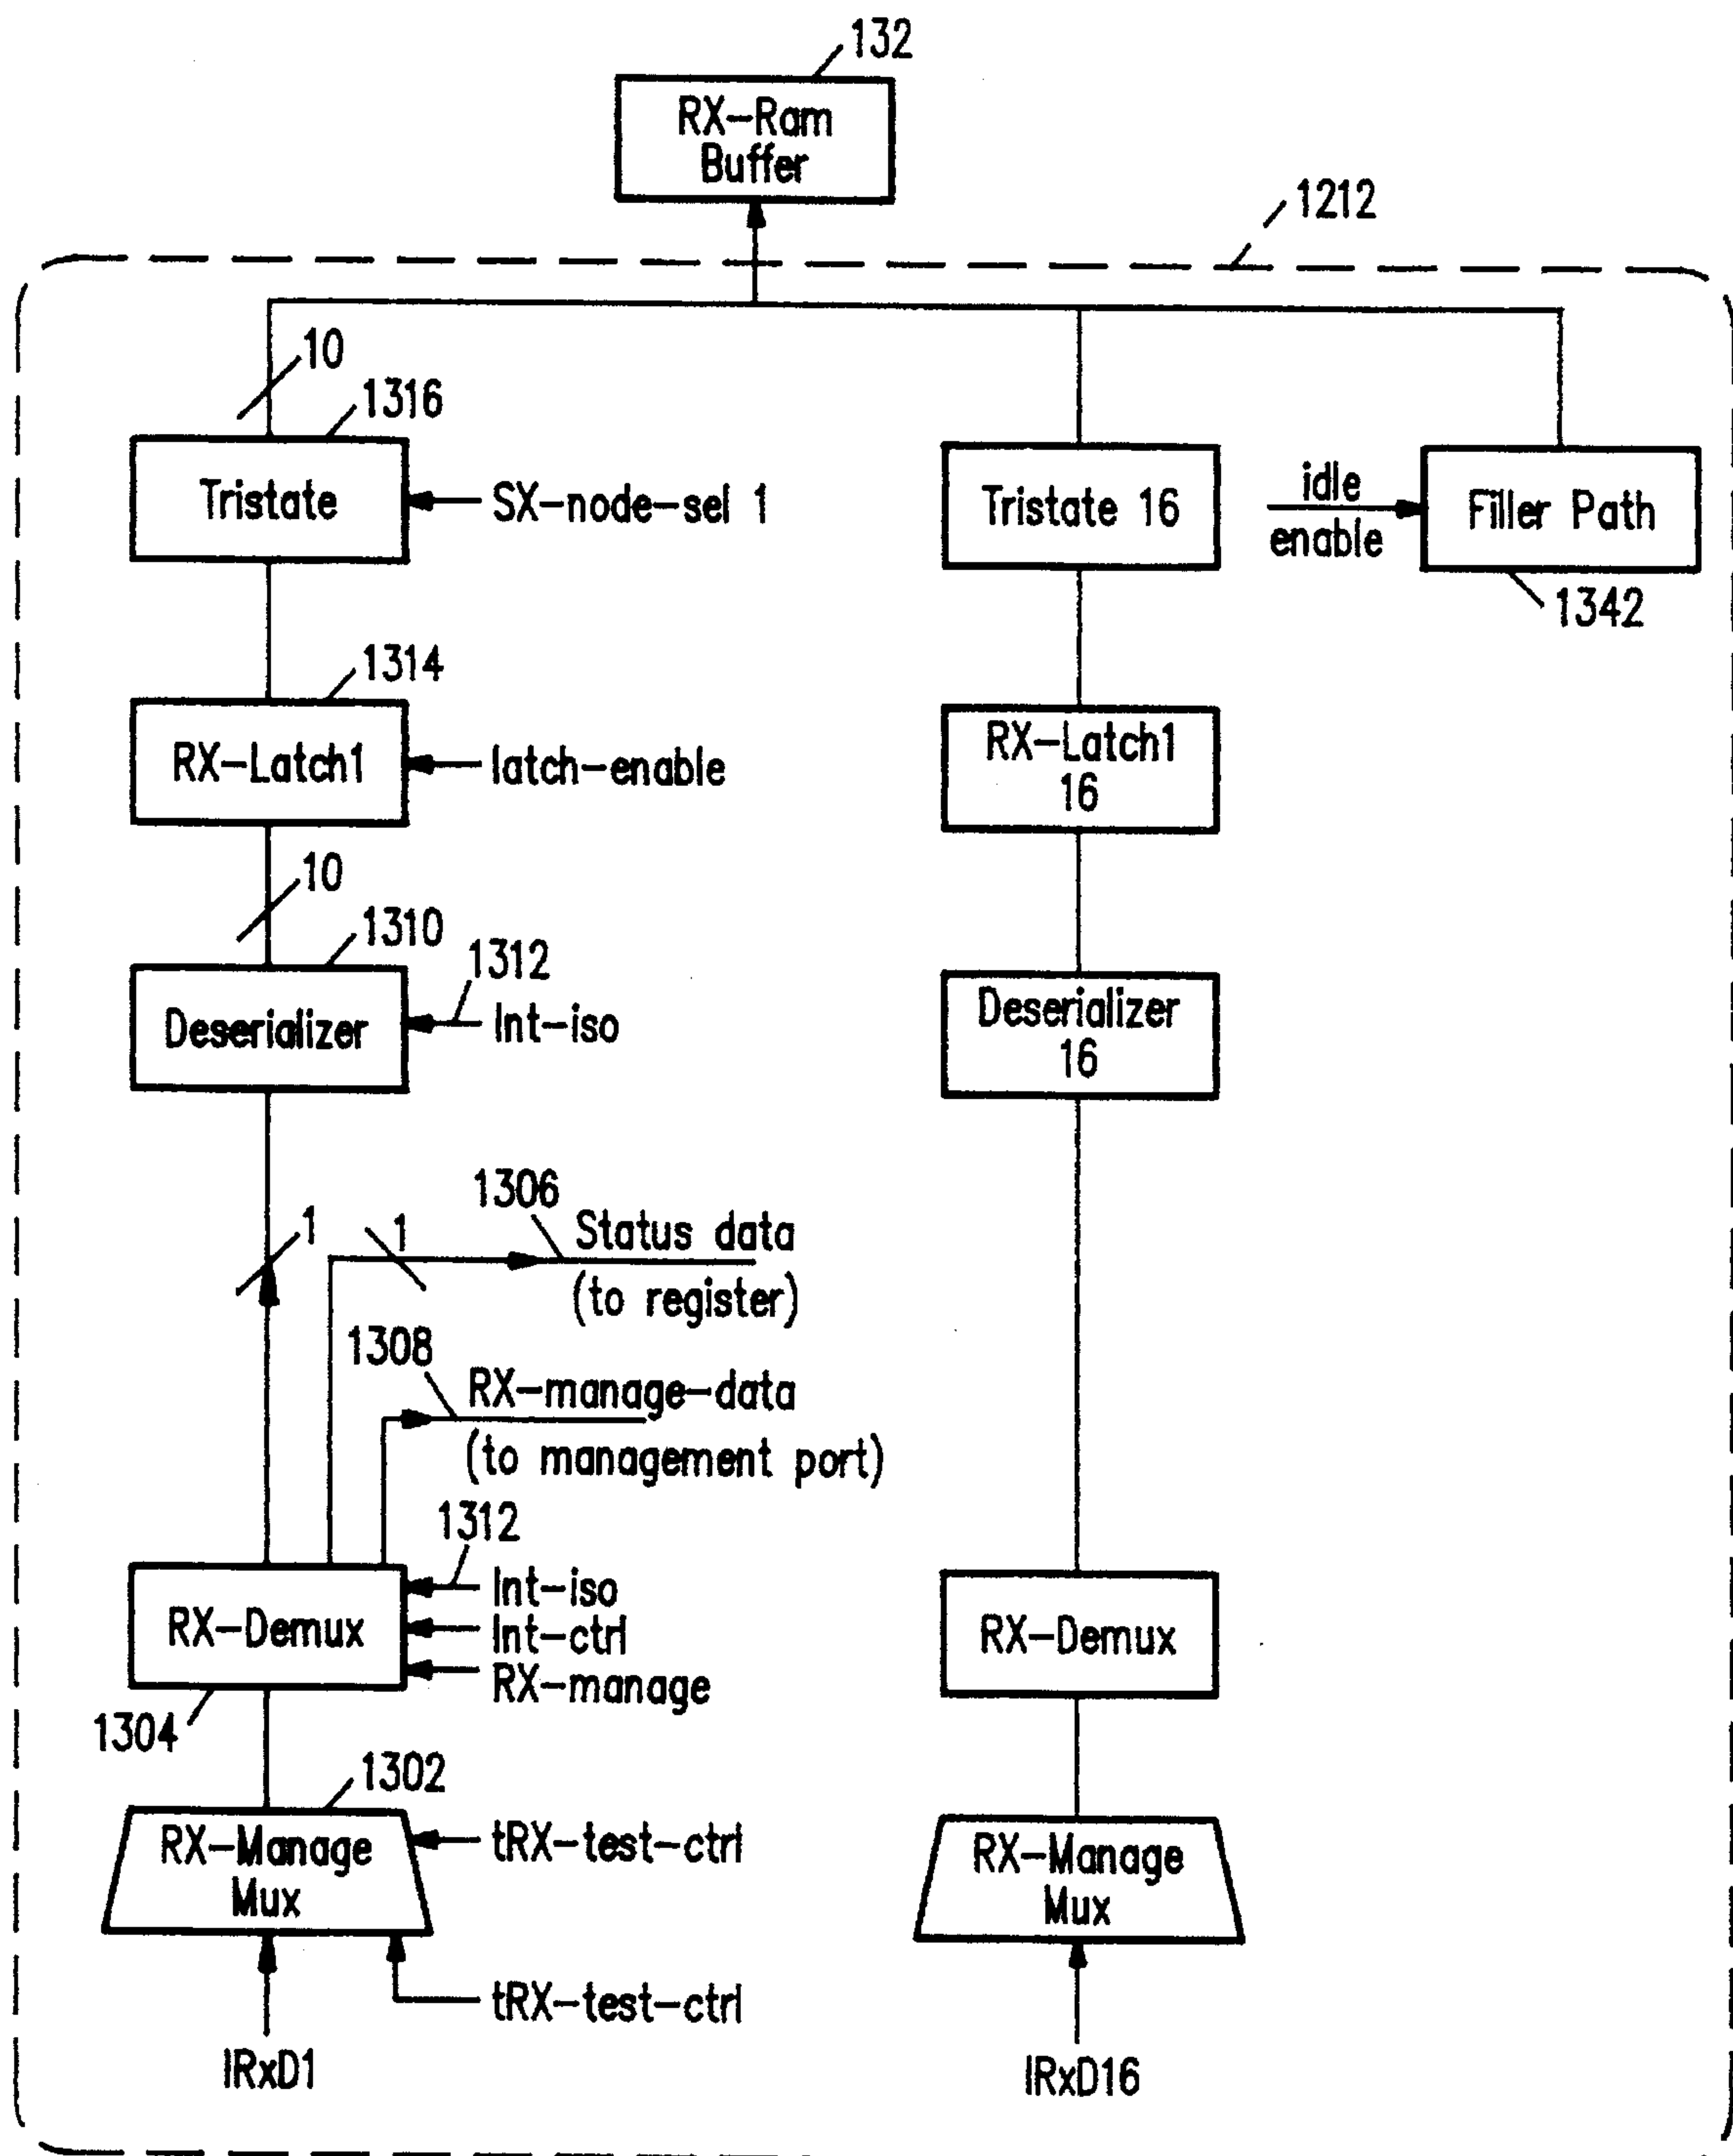 132
RX-Ram
Buffer
1212
10
1316
Tristate
SX-node-sel 1
Tristate 16
idle
enable
Filler Path
1342
1314
RX-Latch1
latch-enable
RX-Latch1
16
10
1310
1312
Deserializer
Int-iso
Deserializer
16
1
1
1306
Status data
(to register)
1308
RX-manage-data
(to management port)
1312
RX-Demux
Int-iso
Int-ctrl
RX-manage
RX-Demux
1304
1302
RX-Manage
Mux
tRX-test-ctrl
RX-Manage
Mux
tRX-test-ctrl
IRxD1
IRxD16